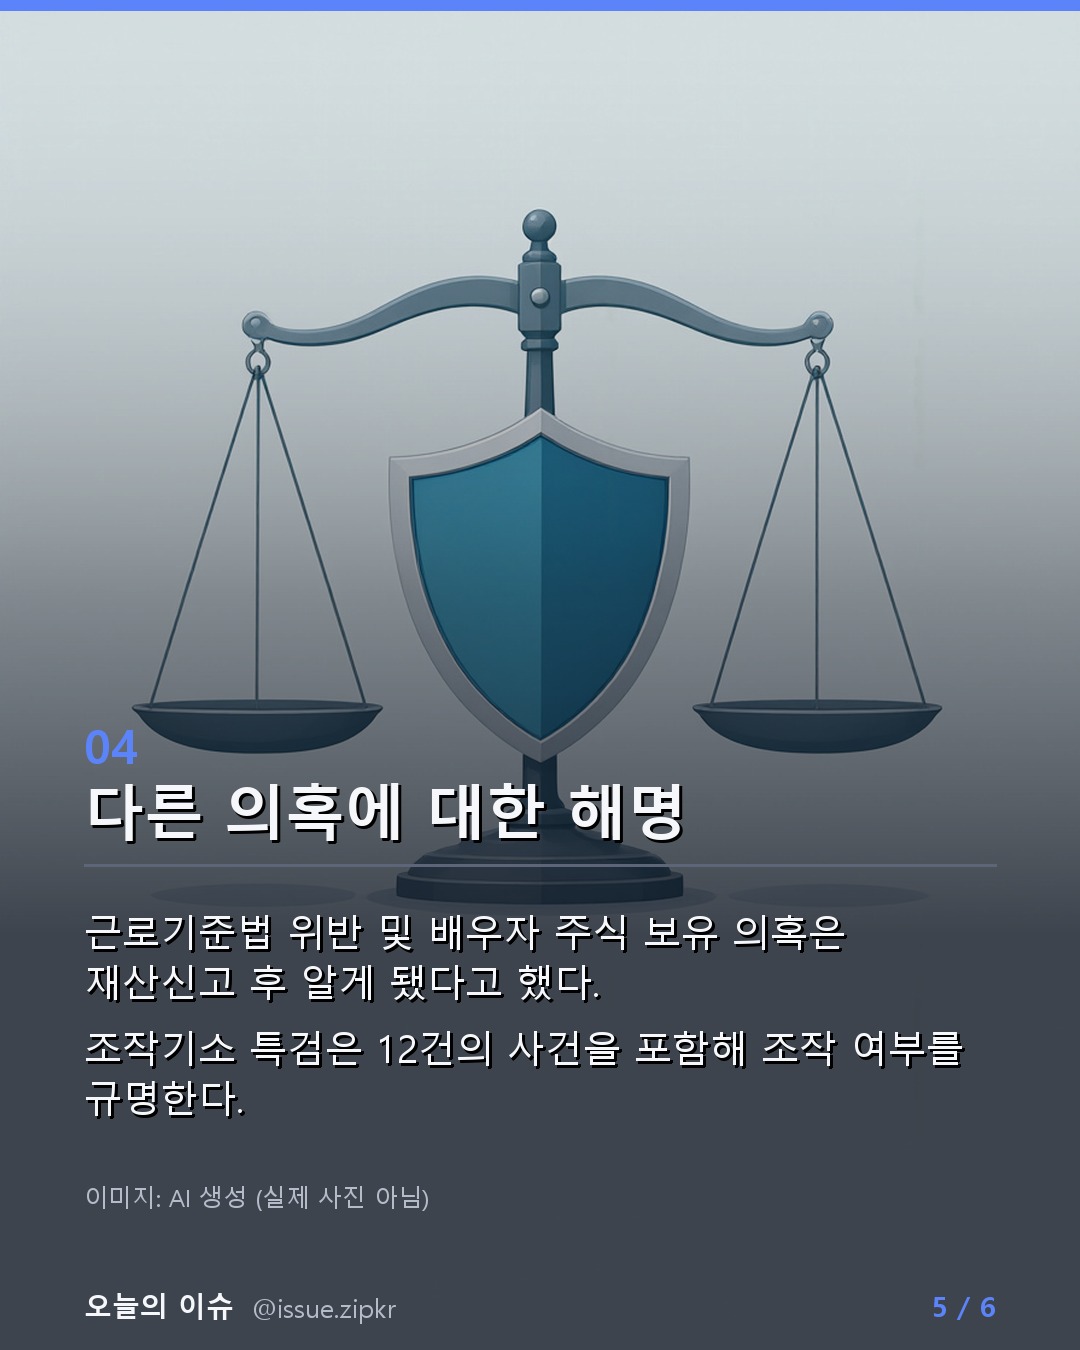 04
다른 의혹에 대한 해명
근로기준법 위반 및 배우자 주식 보유 의혹은
재산신고 후 알게 됐다고 했다.
조작기소 특검은 12건의 사건을 포함해 조작 여부를
규명한다.
이미지: AI 생성 (실제 사진 아님)
오늘의 이슈 @issue.zipkr
5 / 6